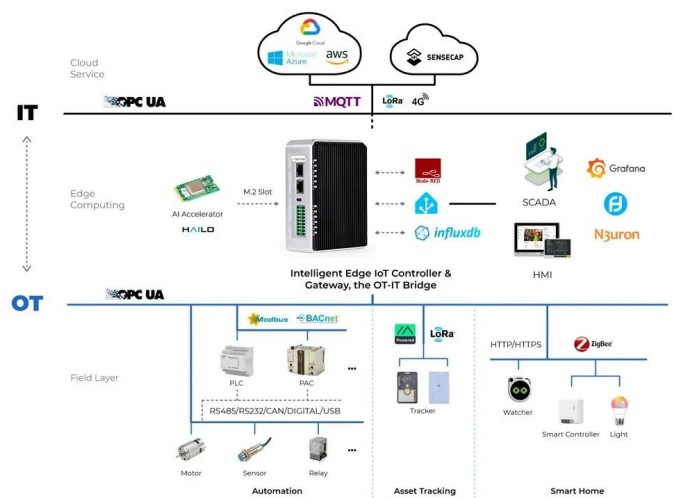 Google Cloud
Microsoft
Azure
aws
SENSECAP
Cloud
Service
OPC UA
MQTT
LoRa
4G
IT
Edge
Computing
AI Accelerator
HAILO
M.2 Slot
Node-RED
influxdb
SCADA
HMI
Grafana
N3uron
Intelligent Edge IoT Controller &
Gateway, the OT-IT Bridge
OT
OPC UA
Modbus
BACnet
Powered
LoRa
HTTP/HTTPS
ZigBee
Field Layer
PLC
PAC
...
RS485/RS232/CAN/DIGITAL/USB
Tracker
Watcher
Smart Controller
Light
Motor
Sensor
Relay
...
Automation
Asset Tracking
Smart Home